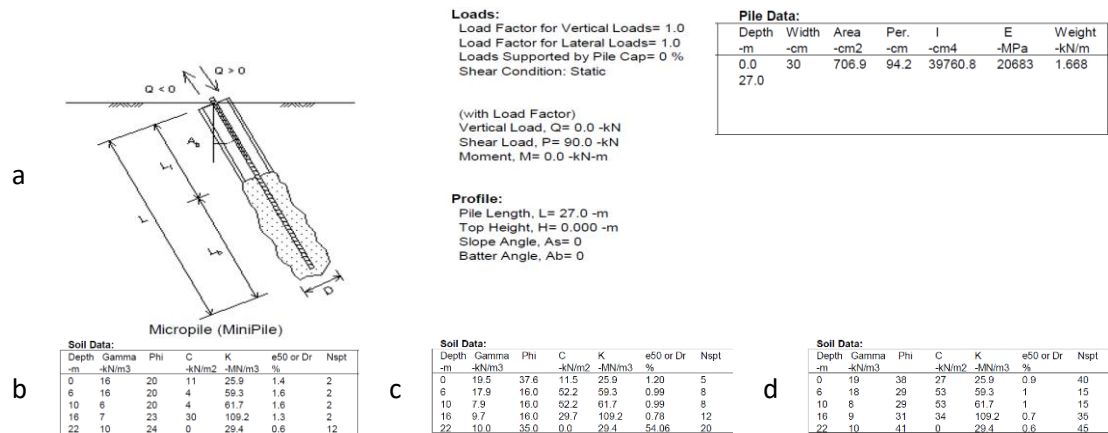 Loads:
Load Factor for Vertical Loads= 1.0
Load Factor for Lateral Loads= 1.0
Loads Supported by Pile Cap= 0 %
Shear Condition: Static
(with Load Factor)
Vertical Load, Q= 0.0 -kN
Shear Load, P= 90.0 -kN
Moment, M= 0.0 -kN-m
Profile:
Pile Length, L= 27.0 -m
Top Height, H= 0.000 -m
Slope Angle, As= 0
Batter Angle, Ab= 0
Pile Data:
Depth Width Area Per. I E Weight
-m -cm -cm2 -cm -cm4 -MPa -kN/m
0.0 30 706.9 94.2 39760.8 20683 1.668
27.0
Q > 0
Q < 0
AB
Lf
L
Lb
D
a
Micropile (MiniPile)
b
Soil Data:
Depth Gamma Phi C K e50 or Dr Nspt
-m -kN/m3 -kN/m2 -MN/m3 %
0 16 20 11 25.9 1.4 2
6 16 20 4 59.3 1.6 2
10 6 20 4 61.7 1.6 2
16 7 23 30 109.2 1.3 2
22 10 24 0 29.4 0.6 12
c
Soil Data:
Depth Gamma Phi C K e50 or Dr Nspt
-m -kN/m3 -kN/m2 -MN/m3 %
0 19.5 37.6 11.5 25.9 1.20 5
6 17.9 16.0 52.2 59.3 0.99 8
10 7.9 16.0 52.2 61.7 0.99 8
16 9.7 16.0 29.7 109.2 0.78 12
22 10.0 35.0 0.0 29.4 54.06 20
d
Soil Data:
Depth Gamma Phi C K e50 or Dr Nspt
-m -kN/m3 -kN/m2 -MN/m3 %
0 19 38 27 25.9 0.9 40
6 18 29 53 59.3 1 15
10 8 29 53 61.7 1 15
16 9 31 34 109.2 0.7 35
22 10 41 0 29.4 0.6 45